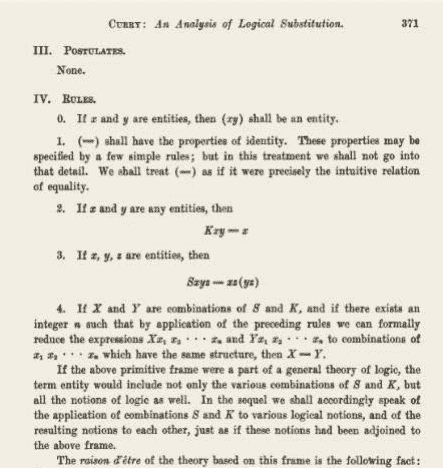 CURRY: An Analysis of Logical Substitution. 371
III. POSTULATES.
None.
IV. RULES.
0. If x and y are entities, then (xy) shall be an entity.
1. (=) shall have the properties of identity. These properties may be
specified by a few simple rules; but in this treatment we shall not go into
that detail. We shall treat (=) as if it were precisely the intuitive relation
of equality.
2. If x and y are any entities, then
Kxy = x
3. If x, y, z are entities, then
Sxyz = xz(yz)
4. If X and Y are combinations of S and K, and if there exists an
integer n such that by application of the preceding rules we can formally
reduce the expressions Xx₁ x₂ · · · xₙ and Yx₁ x₂ · · · xₙ to combinations of
x₁ x₂ · · · xₙ which have the same structure, then X = Y.
If the above primitive frame were a part of a general theory of logic, the
term entity would include not only the various combinations of S and K, but
all the notions of logic as well. In the sequel we shall accordingly speak of
the application of combinations S and K to various logical notions, and of the
resulting notions to each other, just as if these notions had been adjoined to
the above frame.
The raison d'être of the theory based on this frame is the following fact: